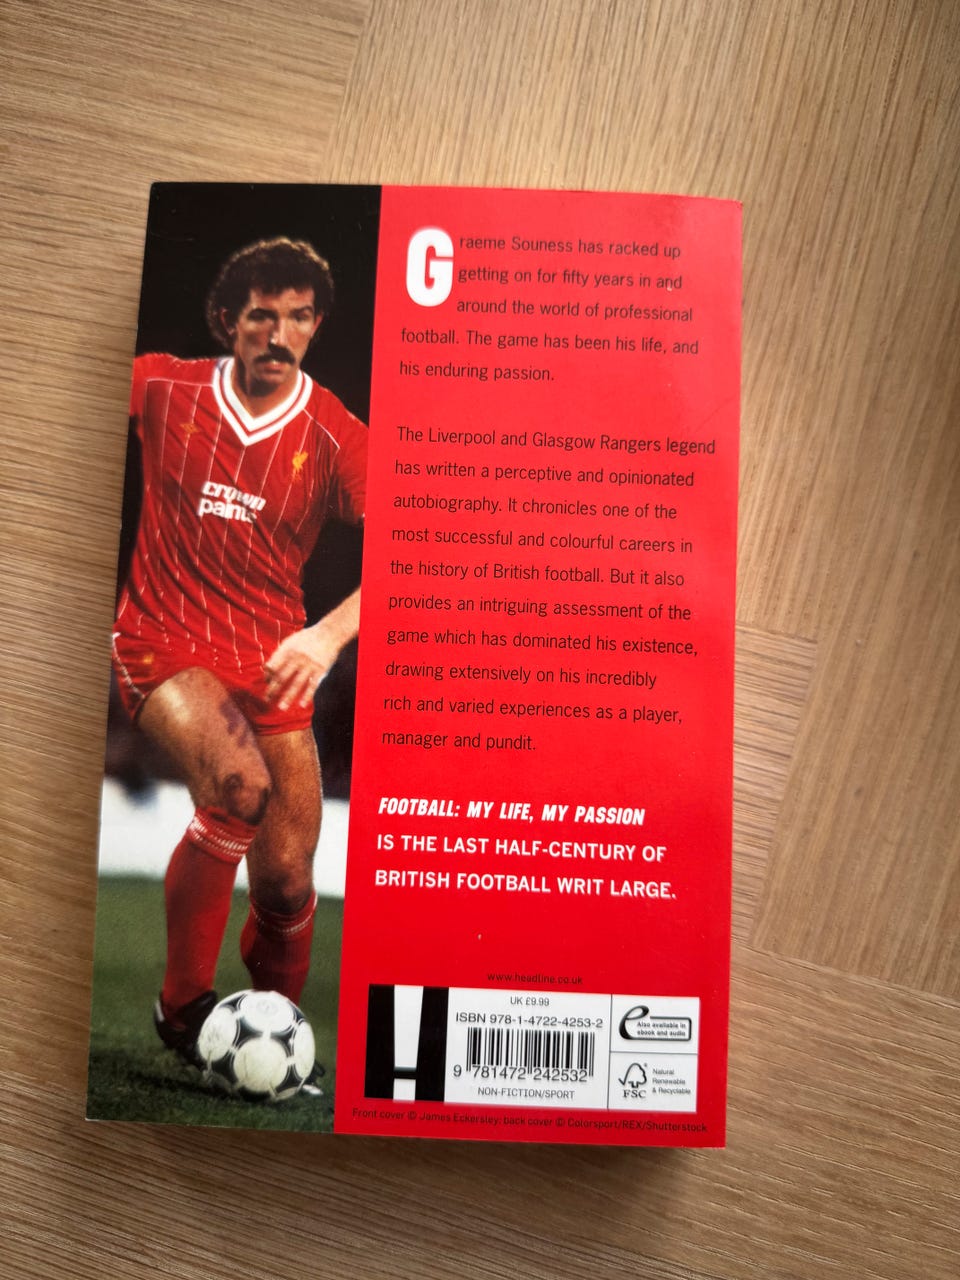 Graeme Souness has racked up
getting on for fifty years in and
around the world of professional
football. The game has been his life, and
his enduring passion.
The Liverpool and Glasgow Rangers legend
has written a perceptive and opinionated
autobiography. It chronicles one of the
most successful and colourful careers in
the history of British football. But it also
provides an intriguing assessment of the
game which has dominated his existence,
drawing extensively on his incredibly
rich and varied experiences as a player,
manager and pundit.
FOOTBALL: MY LIFE, MY PASSION
IS THE LAST HALF-CENTURY OF
BRITISH FOOTBALL WRIT LARGE.
crown
paints
www.headline.co.uk
UK £9.99
ISBN 978-1-4722-4253-2
9 781472 242532
NON-FICTION/SPORT
Also available in
ebook and audio
FSC
Natural
Renewable
& Recyclable
Front cover © James Eckersley; back cover © Colorsport/REX/Shutterstock